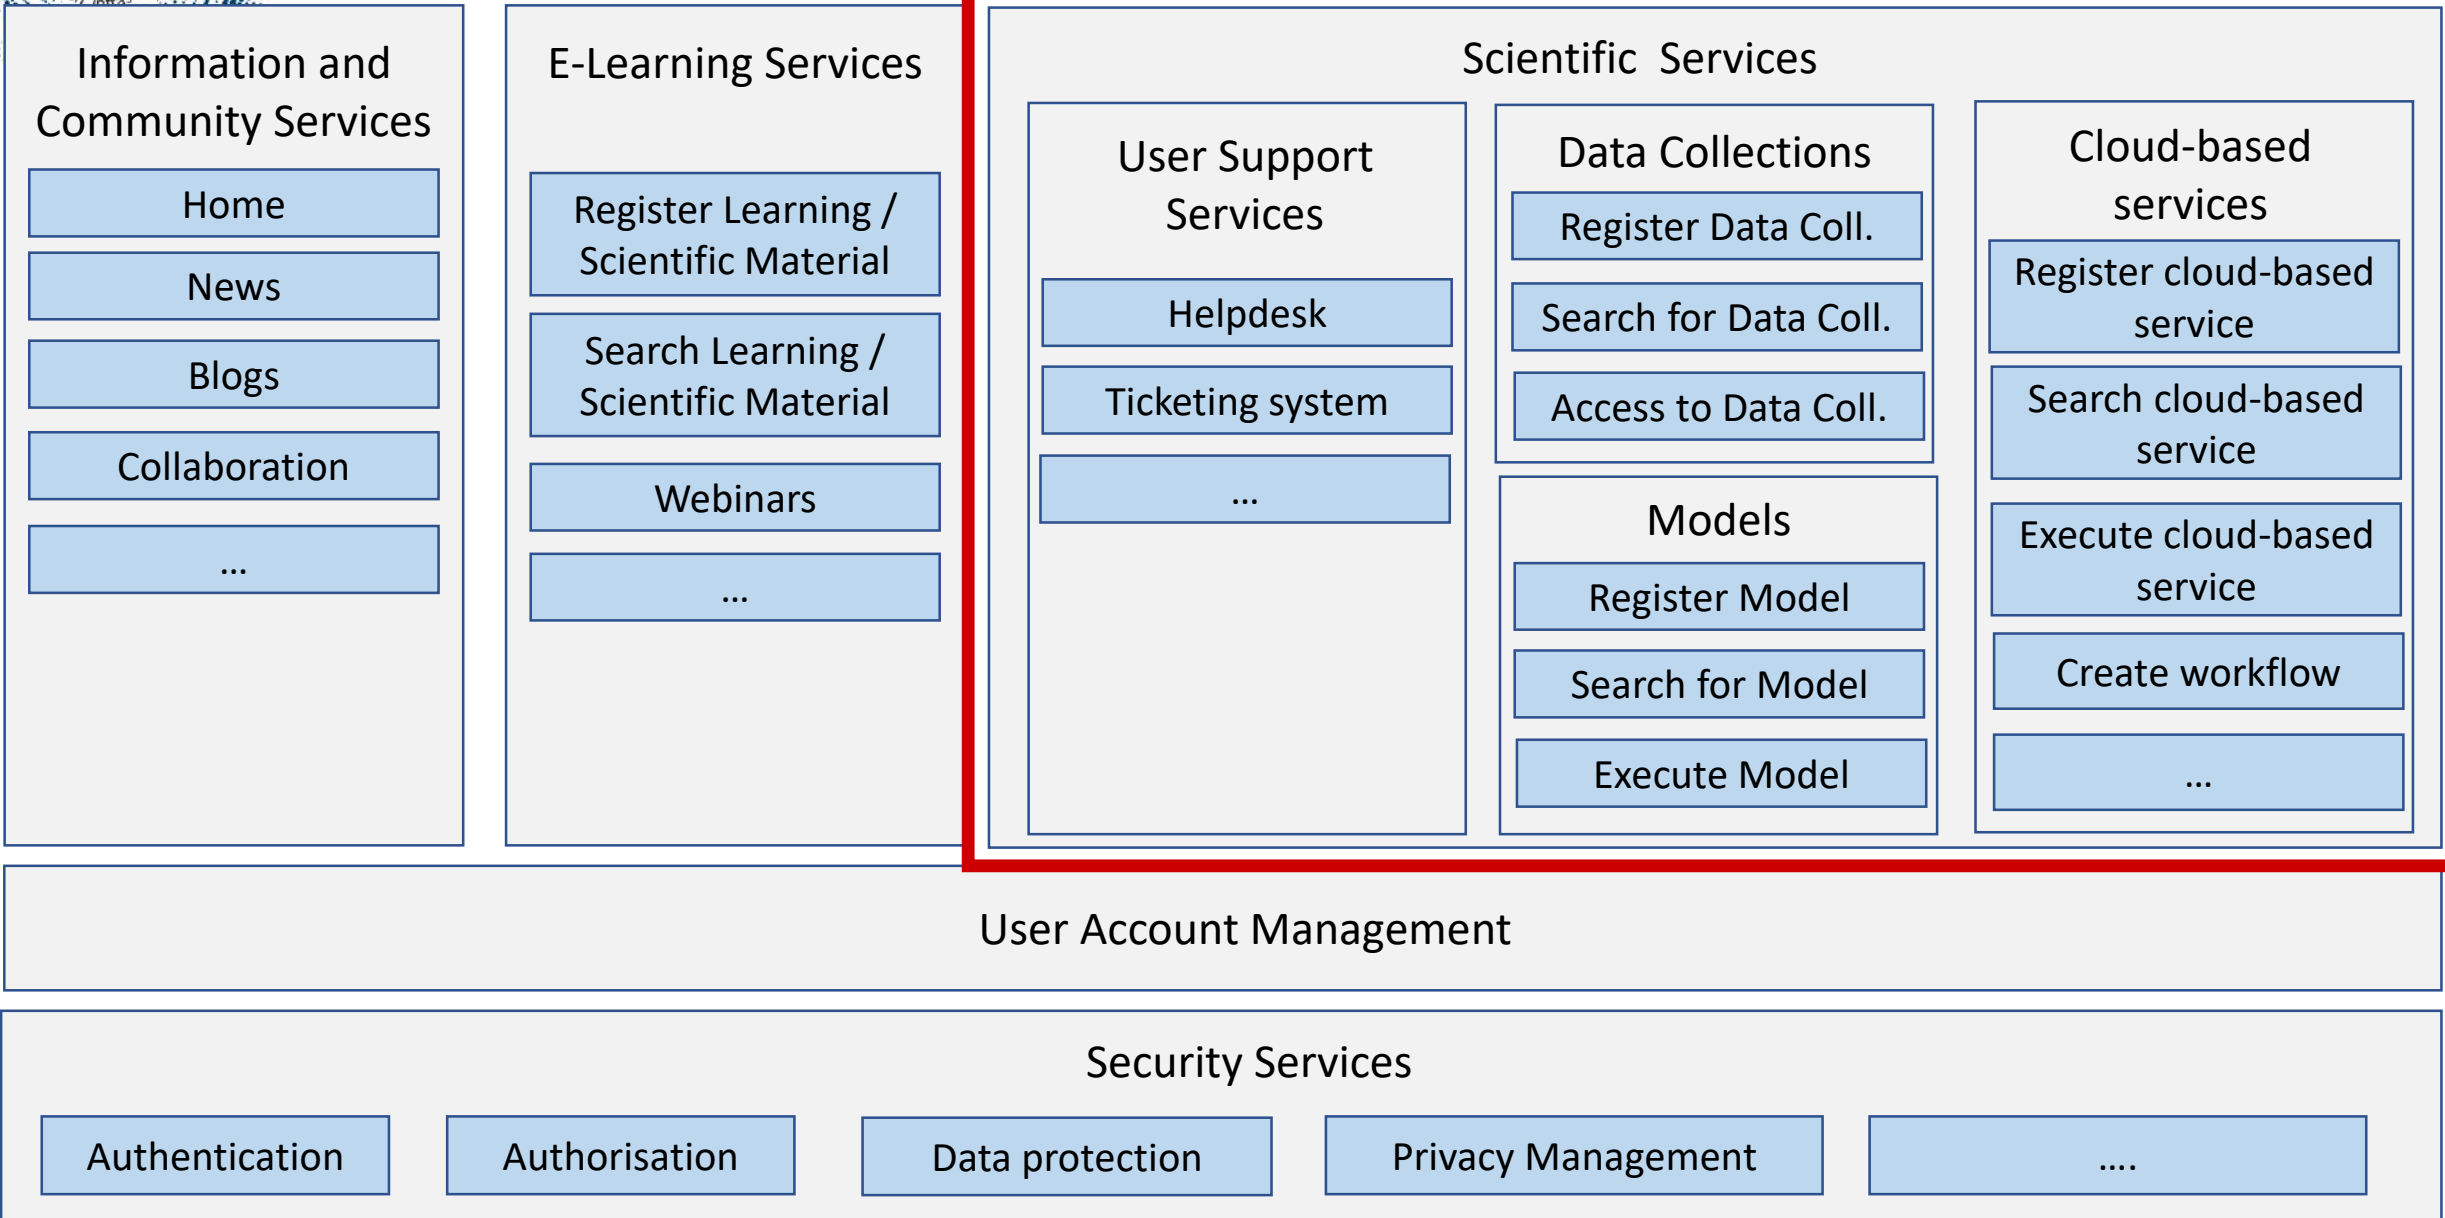 Information and
Community Services
Home
News
Blogs
Collaboration
...
E-Learning Services
Register Learning /
Scientific Material
Search Learning /
Scientific Material
Webinars
...
Scientific Services
User Support
Services
Helpdesk
Ticketing system
...
Data Collections
Register Data Coll.
Search for Data Coll.
Access to Data Coll.
Models
Register Model
Search for Model
Execute Model
Cloud-based
services
Register cloud-based
service
Search cloud-based
service
Execute cloud-based
service
Create workflow
...
User Account Management
Security Services
Authentication
Authorisation
Data protection
Privacy Management
....